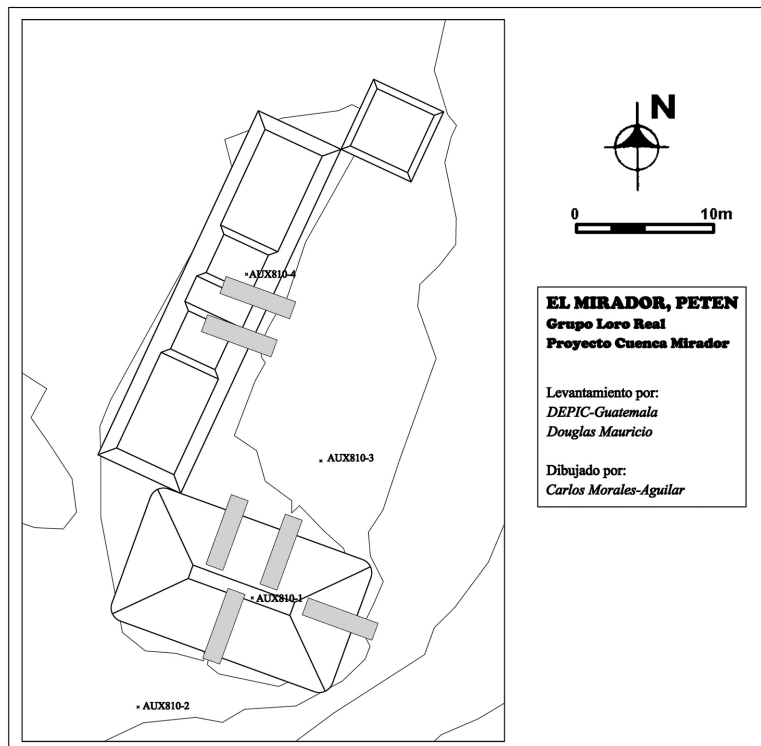 N
0 10m
AUX810-4
EL MIRADOR, PETEN
Grupo Loro Real
Proyecto Cuenca Mirador
Levantamiento por:
DEPIC-Guatemala
Douglas Mauricio
AUX810-3
Dibujado por:
Carlos Morales-Aguilar
AUX810-1
AUX810-2